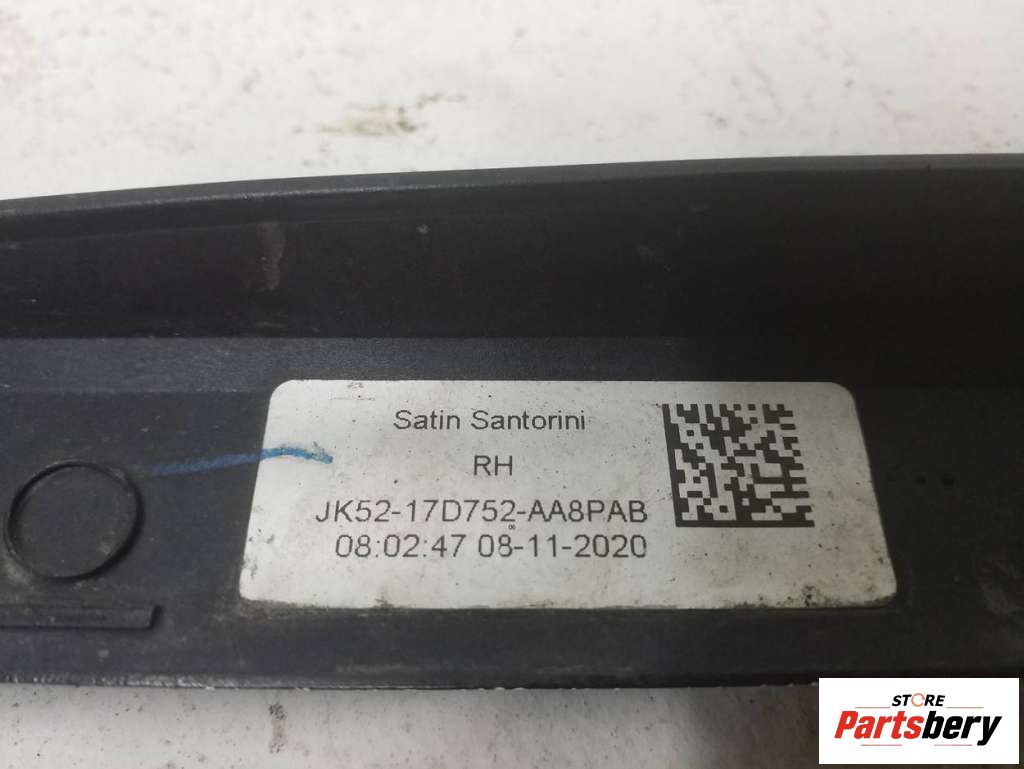 Satin Santorini
RH
JK52-17D752-AA8PAB
08:02:47 08-11-2020
STORE
Partsbery